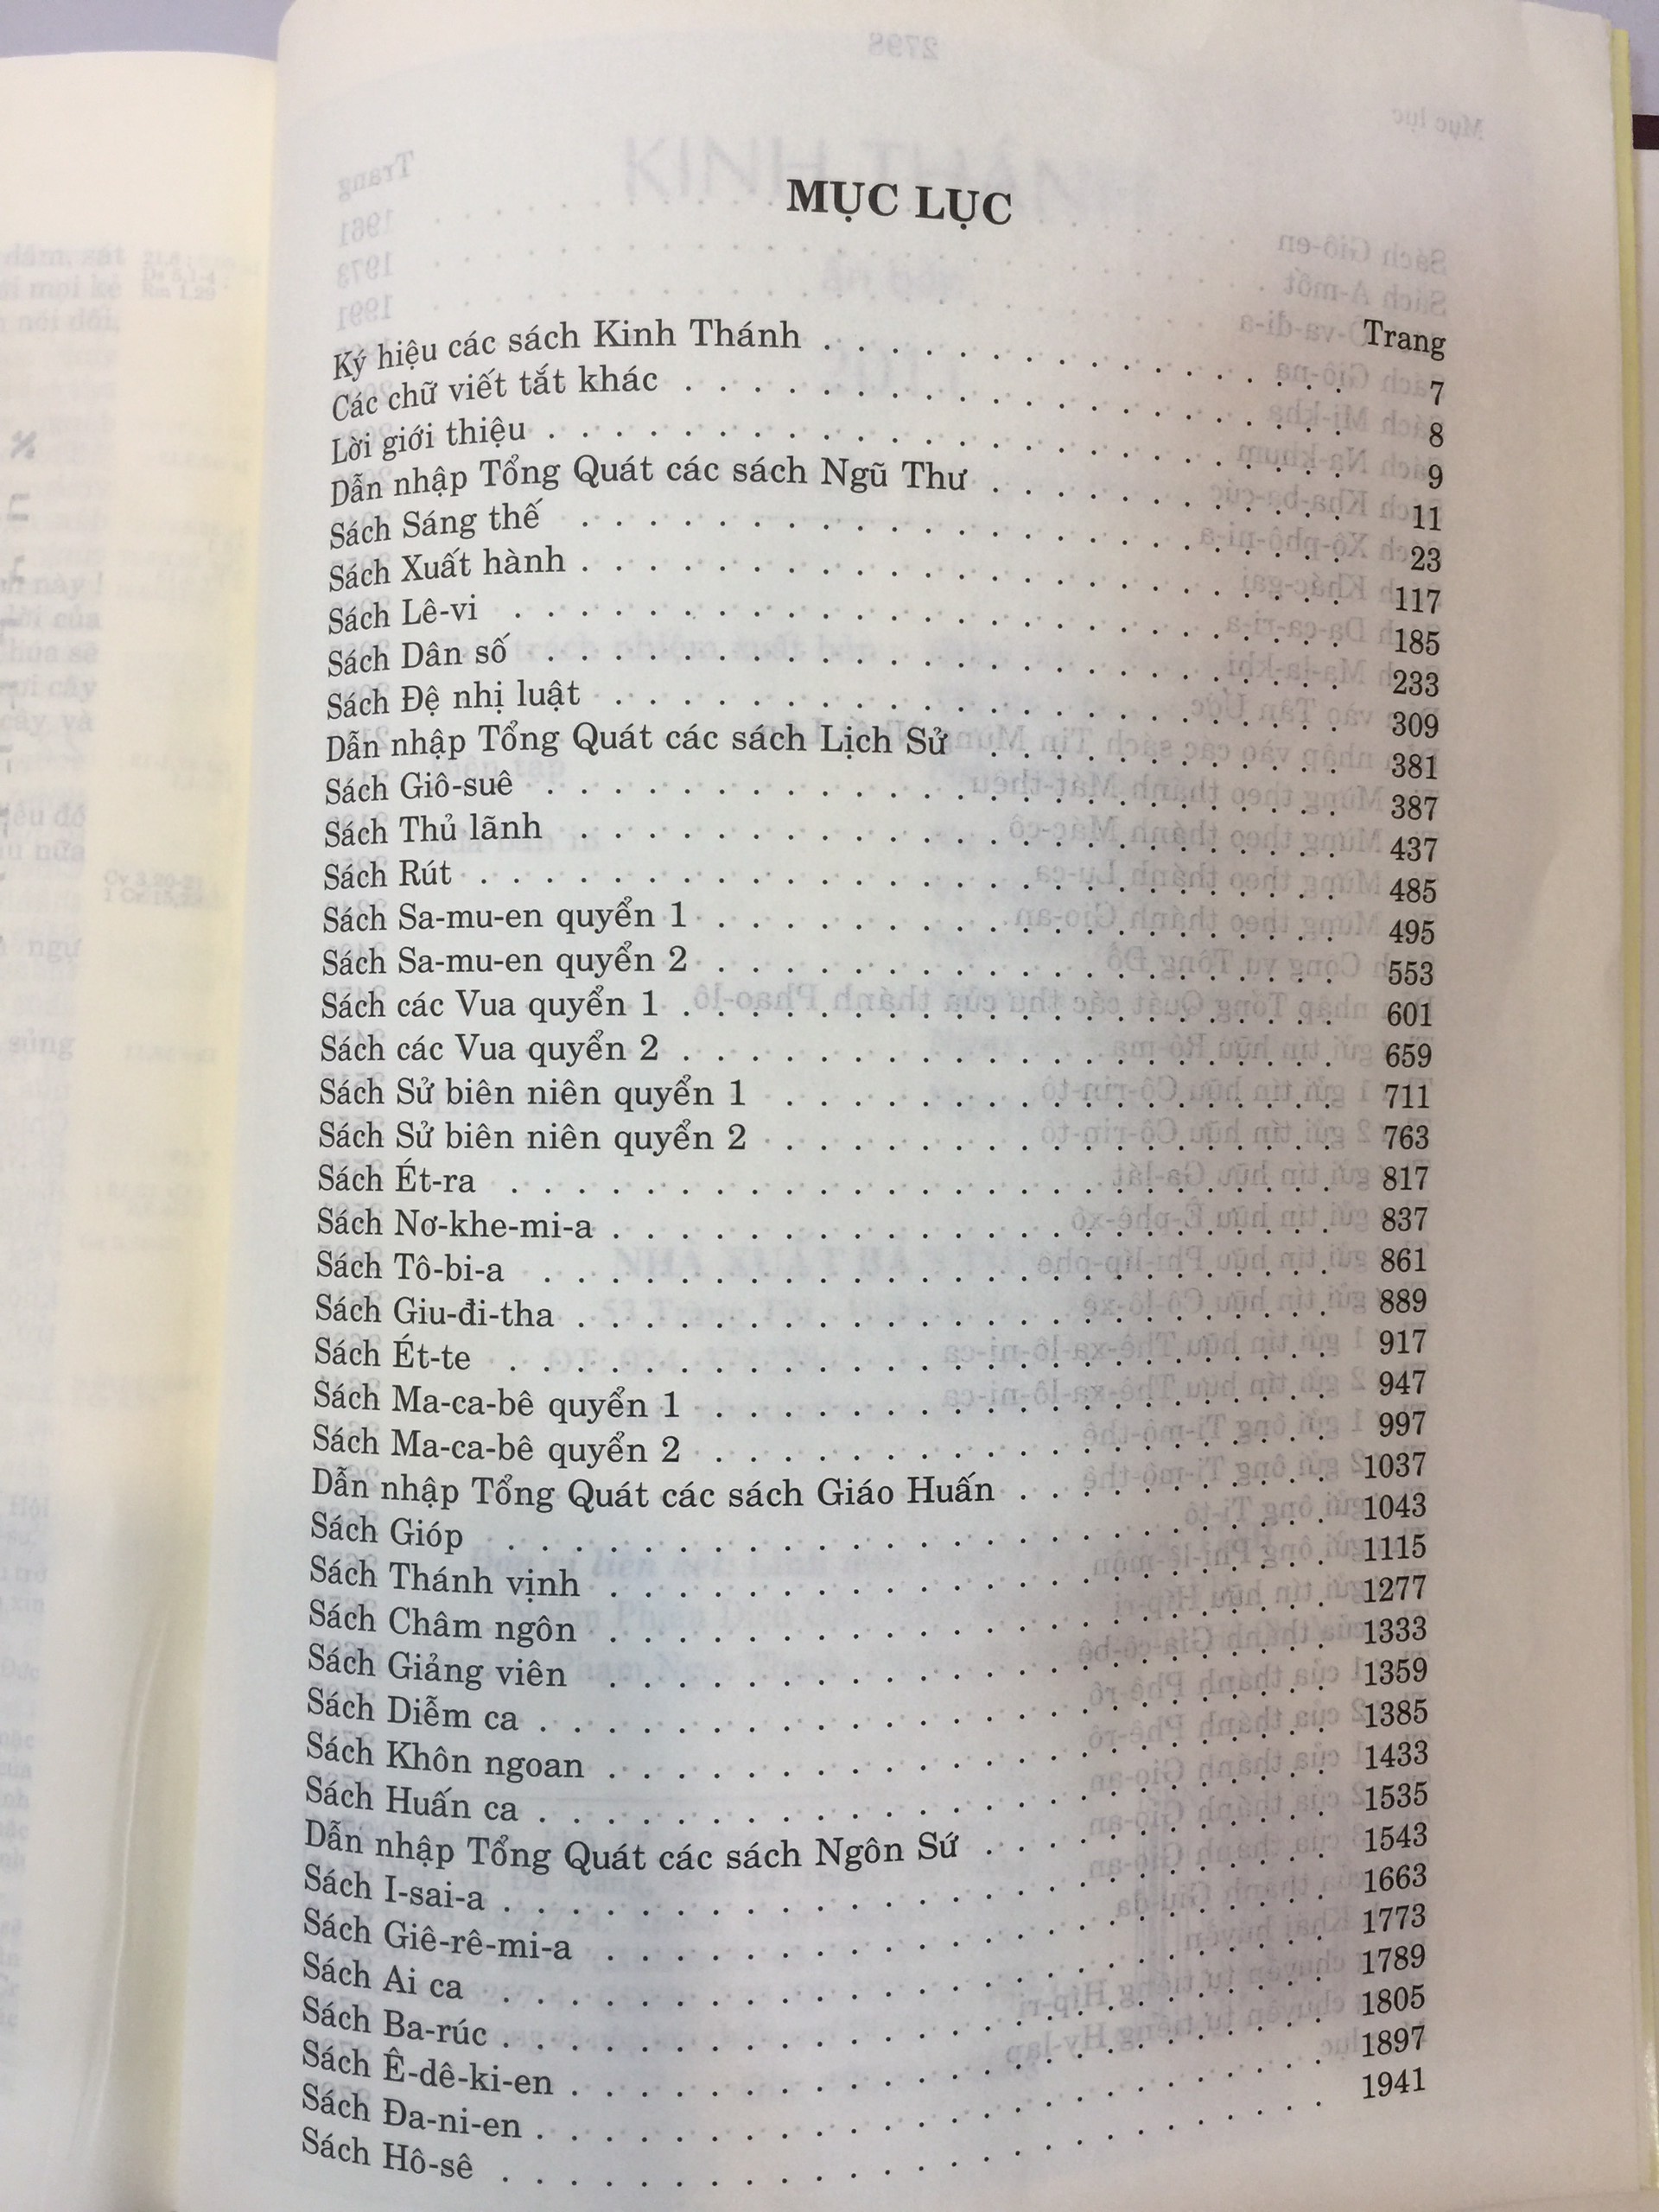 MỤC LỤC
Trang
Ký hiệu các sách Kinh Thánh . . . . . . . . . . 7
Các chữ viết tắt khác . . . . . . . . . . 8
Lời giới thiệu . . . . . . . . . . 9
Dẫn nhập Tổng Quát các sách Ngũ Thư . . . . . . . . . . 11
Sách Sáng thế . . . . . . . . . . 23
Sách Xuất hành . . . . . . . . . . 117
Sách Lê-vi . . . . . . . . . . 185
Sách Dân số . . . . . . . . . . 233
Sách Đệ nhị luật . . . . . . . . . . 309
Dẫn nhập Tổng Quát các sách Lịch Sử . . . . . . . . . . 381
Sách Giô-suê . . . . . . . . . . 387
Sách Thủ lãnh . . . . . . . . . . 437
Sách Rút . . . . . . . . . . 485
Sách Sa-mu-en quyển 1 . . . . . . . . . . 495
Sách Sa-mu-en quyển 2 . . . . . . . . . . 553
Sách các Vua quyển 1 . . . . . . . . . . 601
Sách các Vua quyển 2 . . . . . . . . . . 659
Sách Sử biên niên quyển 1 . . . . . . . . . . 711
Sách Sử biên niên quyển 2 . . . . . . . . . . 763
Sách Ét-ra . . . . . . . . . . 817
Sách Nơ-khe-mi-a . . . . . . . . . . 837
Sách Tô-bi-a . . . . . . . . . . 861
Sách Giu-đi-tha . . . . . . . . . . 889
Sách Ét-te . . . . . . . . . . 917
Sách Ma-ca-bê quyển 1 . . . . . . . . . . 947
Sách Ma-ca-bê quyển 2 . . . . . . . . . . 997
Dẫn nhập Tổng Quát các sách Giáo Huấn . . . . . . . . . . 1037
Sách Gióp . . . . . . . . . . 1043
Sách Thánh vịnh . . . . . . . . . . 1115
Sách Châm ngôn . . . . . . . . . . 1277
Sách Giảng viên . . . . . . . . . . 1333
Sách Diễm ca . . . . . . . . . . 1359
Sách Khôn ngoan . . . . . . . . . . 1385
Sách Huấn ca . . . . . . . . . . 1433
Dẫn nhập Tổng Quát các sách Ngôn Sứ . . . . . . . . . . 1535
Sách I-sai-a . . . . . . . . . . 1543
Sách Giê-rê-mi-a . . . . . . . . . . 1663
Sách Ai ca . . . . . . . . . . 1773
Sách Ba-rúc . . . . . . . . . . 1789
Sách Ê-dê-ki-en . . . . . . . . . . 1805
Sách Đa-ni-en . . . . . . . . . . 1897
Sách Hô-sê . . . . . . . . . . 1941